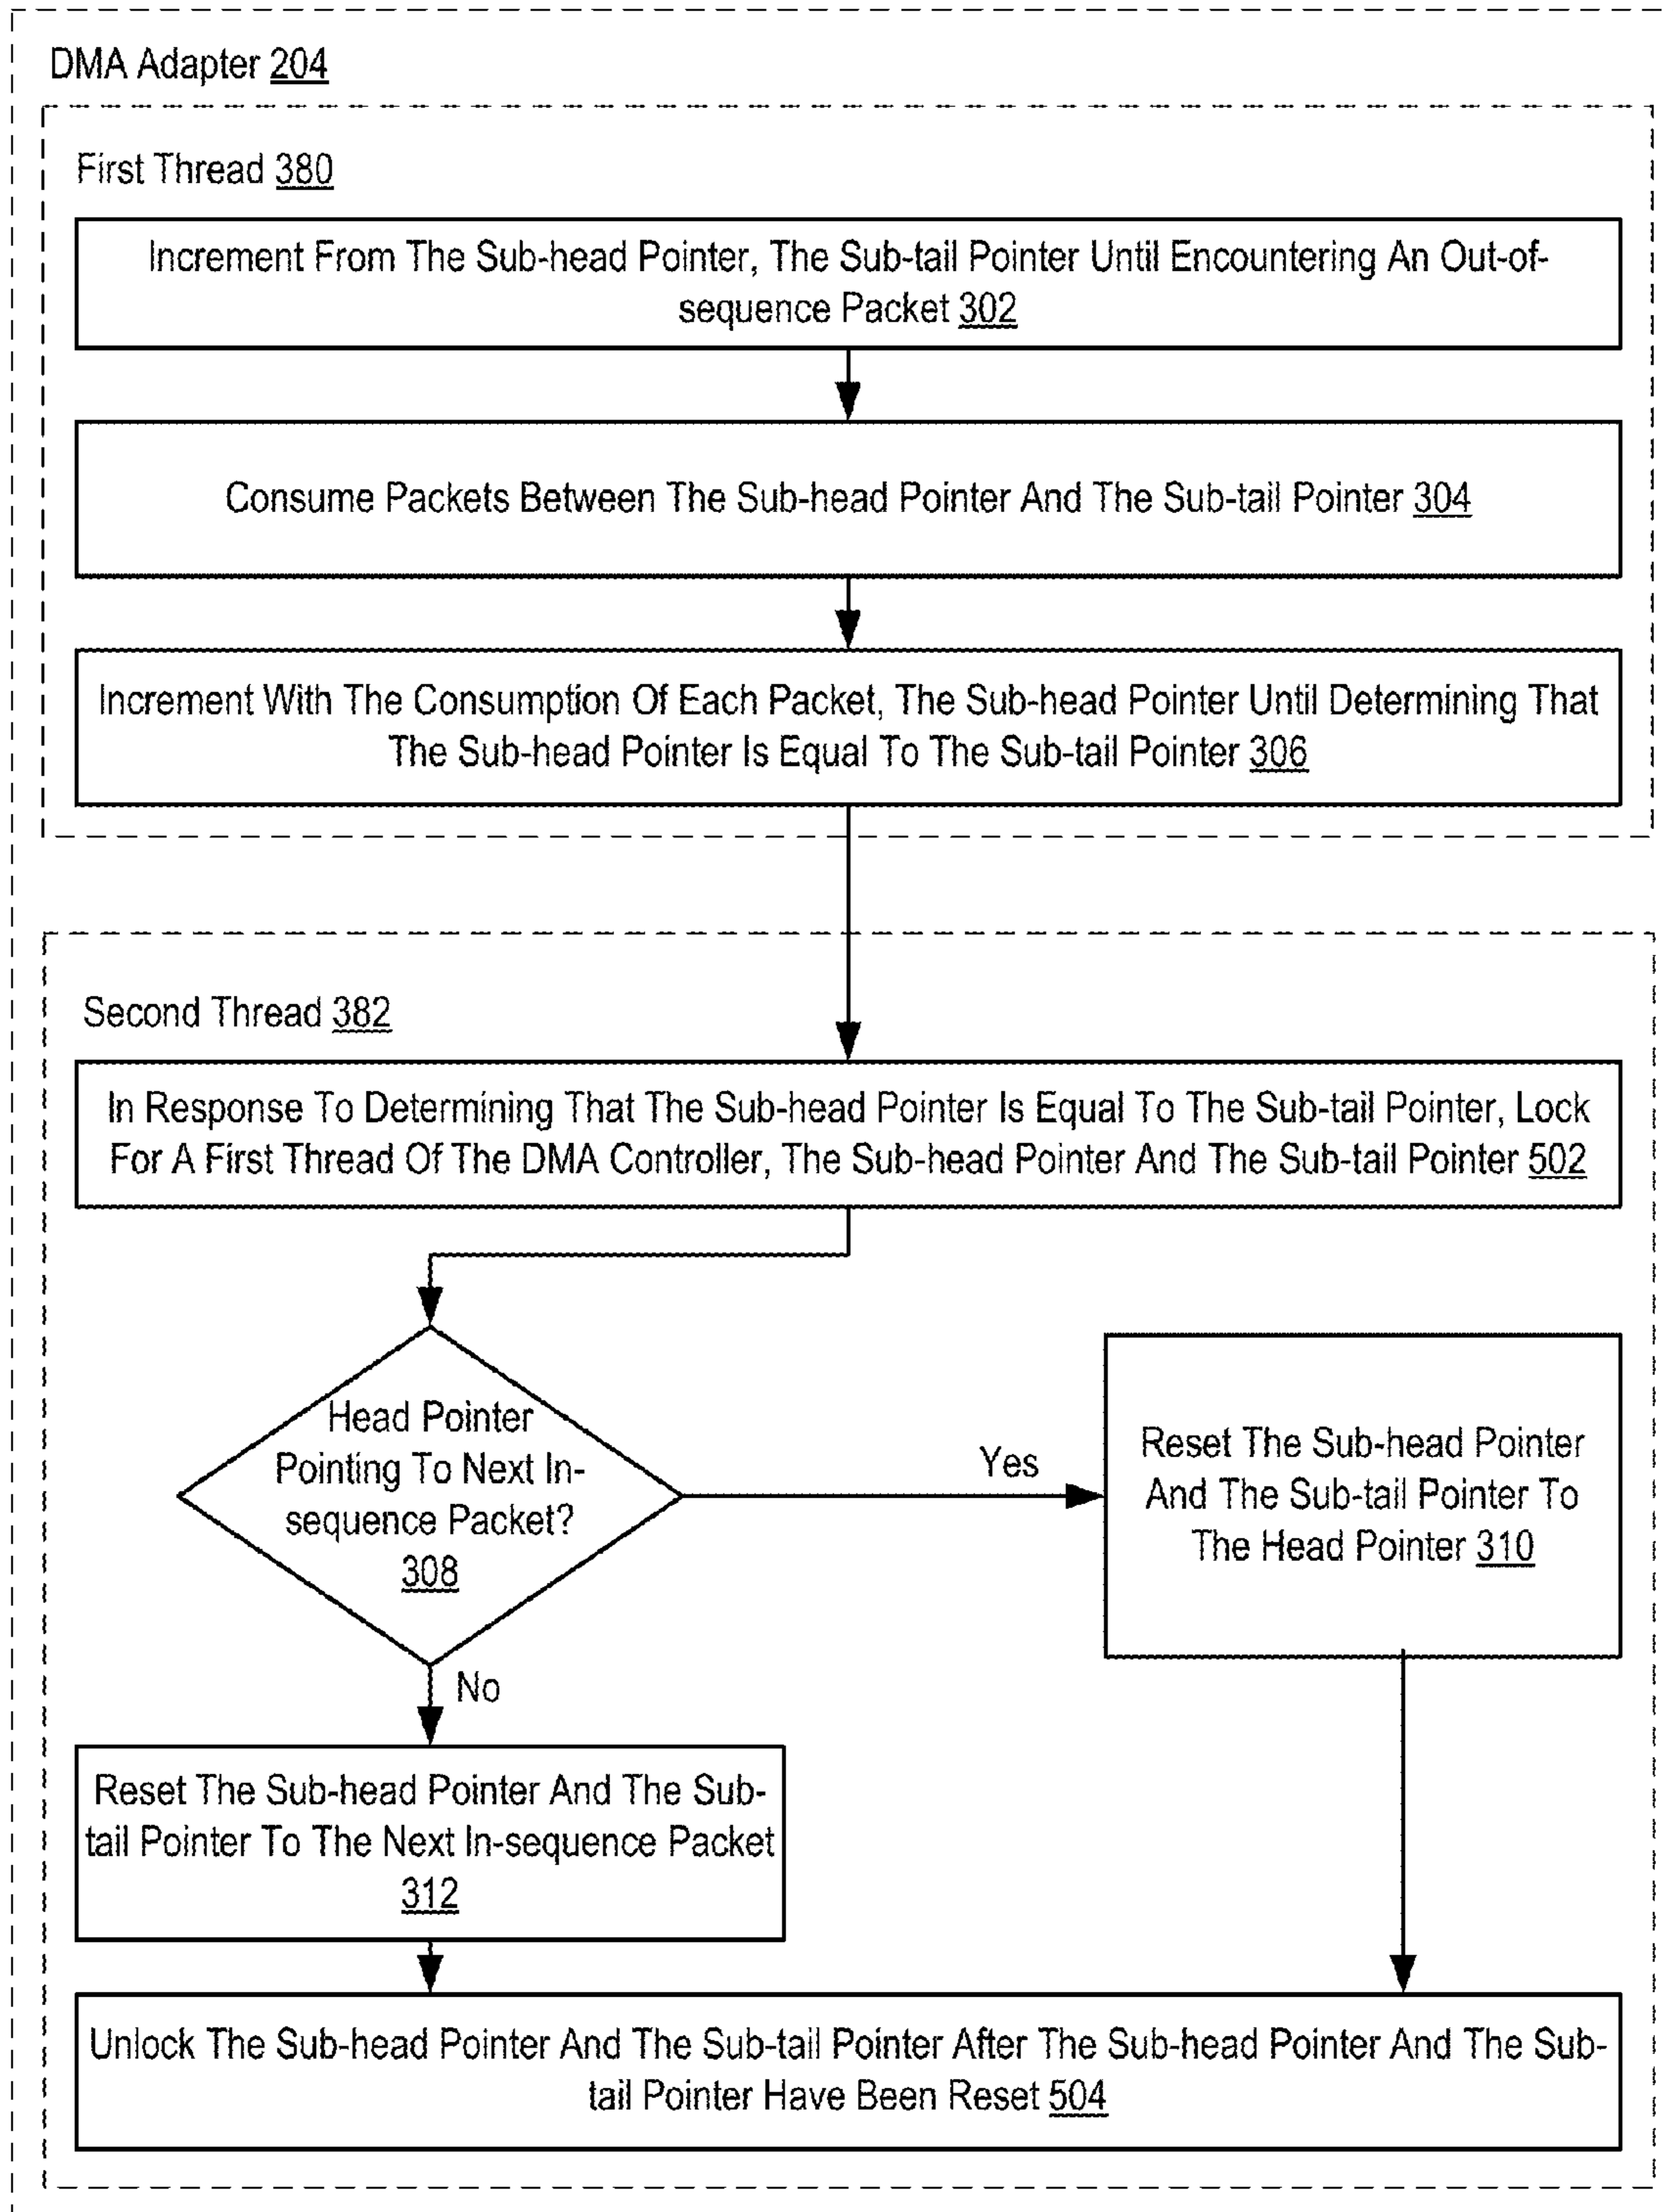 DMA Adapter 204
First Thread 380
Increment From The Sub-head Pointer, The Sub-tail Pointer Until Encountering An Out-of-
sequence Packet 302
Consume Packets Between The Sub-head Pointer And The Sub-tail Pointer 304
Increment With The Consumption Of Each Packet, The Sub-head Pointer Until Determining That
The Sub-head Pointer Is Equal To The Sub-tail Pointer 306
Second Thread 382
In Response To Determining That The Sub-head Pointer Is Equal To The Sub-tail Pointer, Lock
For A First Thread Of The DMA Controller, The Sub-head Pointer And The Sub-tail Pointer 502
Head Pointer
Pointing To Next In-
sequence Packet?
308
Yes
Reset The Sub-head Pointer
And The Sub-tail Pointer To
The Head Pointer 310
No
Reset The Sub-head Pointer And The Sub-
tail Pointer To The Next In-sequence Packet
312
Unlock The Sub-head Pointer And The Sub-tail Pointer After The Sub-head Pointer And The Sub-
tail Pointer Have Been Reset 504